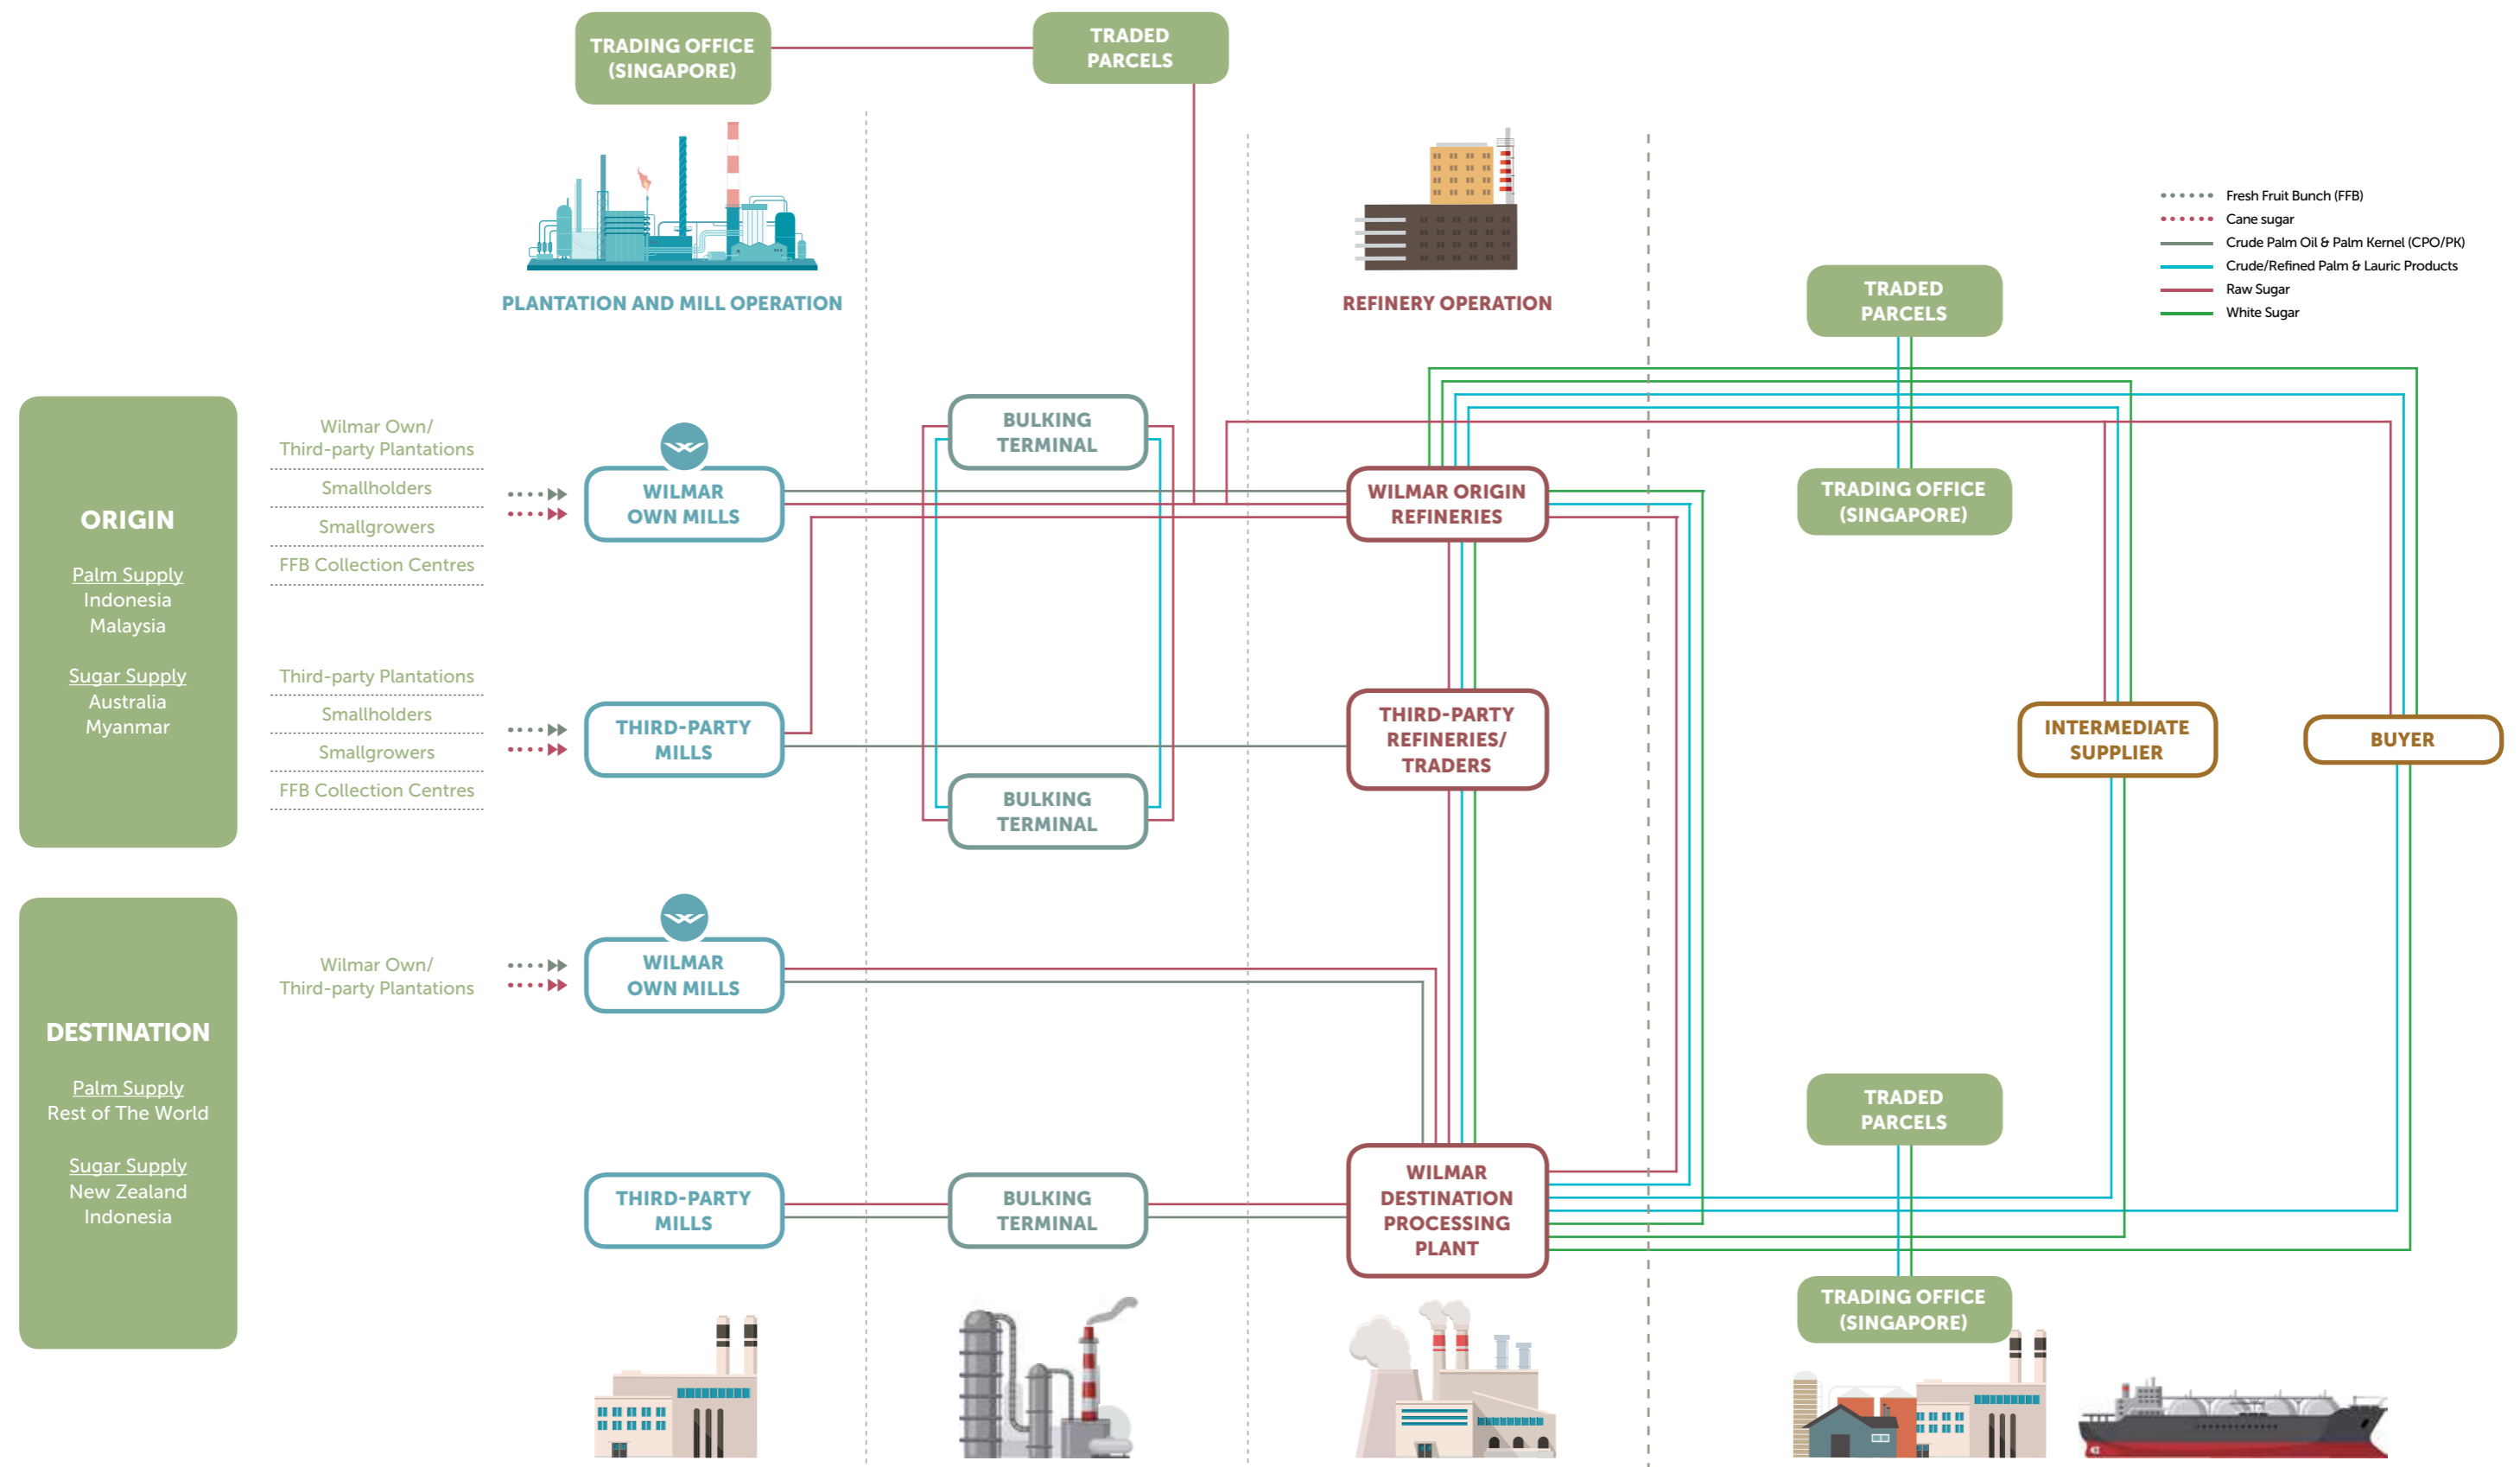 TRADING OFFICE
(SINGAPORE)
TRADED
PARCELS
PLANTATION AND MILL OPERATION
REFINERY OPERATION
Fresh Fruit Bunch (FFB)
Cane sugar
Crude Palm Oil & Palm Kernel (CPO/PK)
Crude/Refined Palm & Lauric Products
Raw Sugar
White Sugar
TRADED
PARCELS
TRADING OFFICE
(SINGAPORE)
ORIGIN
Palm Supply
Indonesia
Malaysia
Sugar Supply
Australia
Myanmar
Wilmar Own/
Third-party Plantations
Smallholders
Smallgrowers
FFB Collection Centres
WILMAR
OWN MILLS
BULKING
TERMINAL
WILMAR ORIGIN
REFINERIES
Third-party Plantations
Smallholders
Smallgrowers
FFB Collection Centres
THIRD-PARTY
MILLS
BULKING
TERMINAL
THIRD-PARTY
REFINERIES/
TRADERS
INTERMEDIATE
SUPPLIER
BUYER
DESTINATION
Palm Supply
Rest of The World
Sugar Supply
New Zealand
Indonesia
Wilmar Own/
Third-party Plantations
WILMAR
OWN MILLS
THIRD-PARTY
MILLS
BULKING
TERMINAL
WILMAR
DESTINATION
PROCESSING
PLANT
TRADED
PARCELS
TRADING OFFICE
(SINGAPORE)